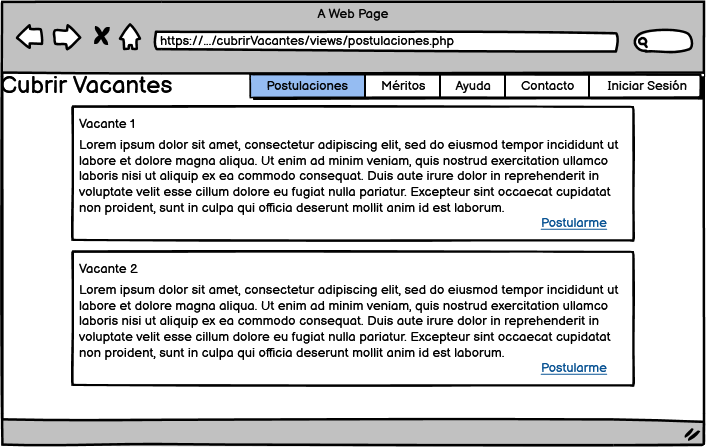 A Web Page
https://.../cubrirVacantes/views/postulaciones.php
Cubrir Vacantes
Postulaciones Méritos Ayuda Contacto Iniciar Sesión
Vacante 1
Lorem ipsum dolor sit amet, consectetur adipiscing elit, sed do eiusmod tempor incididunt ut
labore et dolore magna aliqua. Ut enim ad minim veniam, quis nostrud exercitation ullamco
laboris nisi ut aliquip ex ea commodo consequat. Duis aute irure dolor in reprehenderit in
voluptate velit esse cillum dolore eu fugiat nulla pariatur. Excepteur sint occaecat cupidatat
non proident, sunt in culpa qui officia deserunt mollit anim id est laborum.
Postularme
Vacante 2
Lorem ipsum dolor sit amet, consectetur adipiscing elit, sed do eiusmod tempor incididunt ut
labore et dolore magna aliqua. Ut enim ad minim veniam, quis nostrud exercitation ullamco
laboris nisi ut aliquip ex ea commodo consequat. Duis aute irure dolor in reprehenderit in
voluptate velit esse cillum dolore eu fugiat nulla pariatur. Excepteur sint occaecat cupidatat
non proident, sunt in culpa qui officia deserunt mollit anim id est laborum.
Postularme